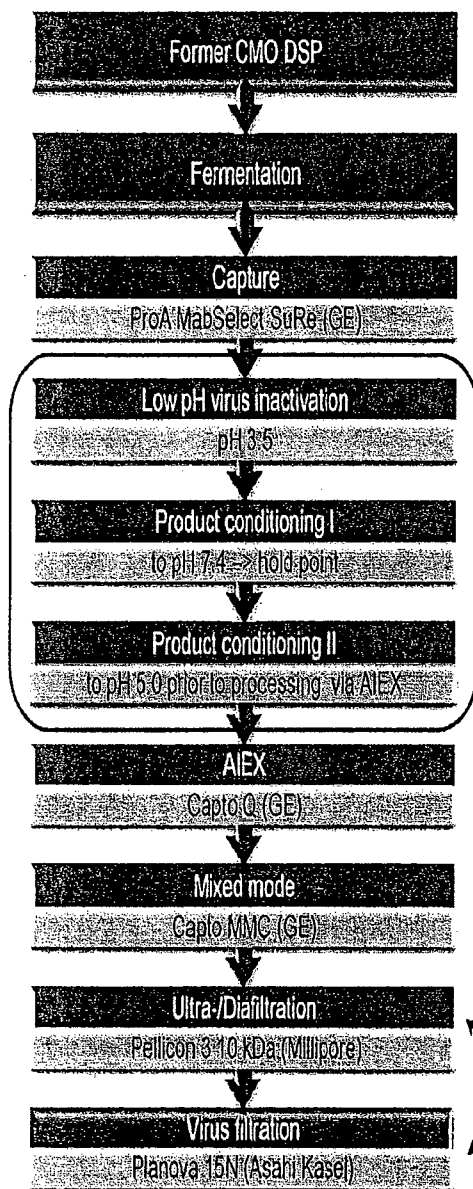 Former CMO DSP
Fermentation
Capture
ProA MabSelect SuRe (GE)
Low pH virus inactivation
pH 3.5
Product conditioning I
to pH 7.4 --> hold point
Product conditioning II
to pH 5.0 prior to processing via AIEX
AIEX
Capto Q (GE)
Mixed mode
Capto MMC (GE)
Ultra-/Diafiltration
Pellicon 3 10 kDa (Millipore)
Virus filtration
Planova 15N (Asahi Kasei)